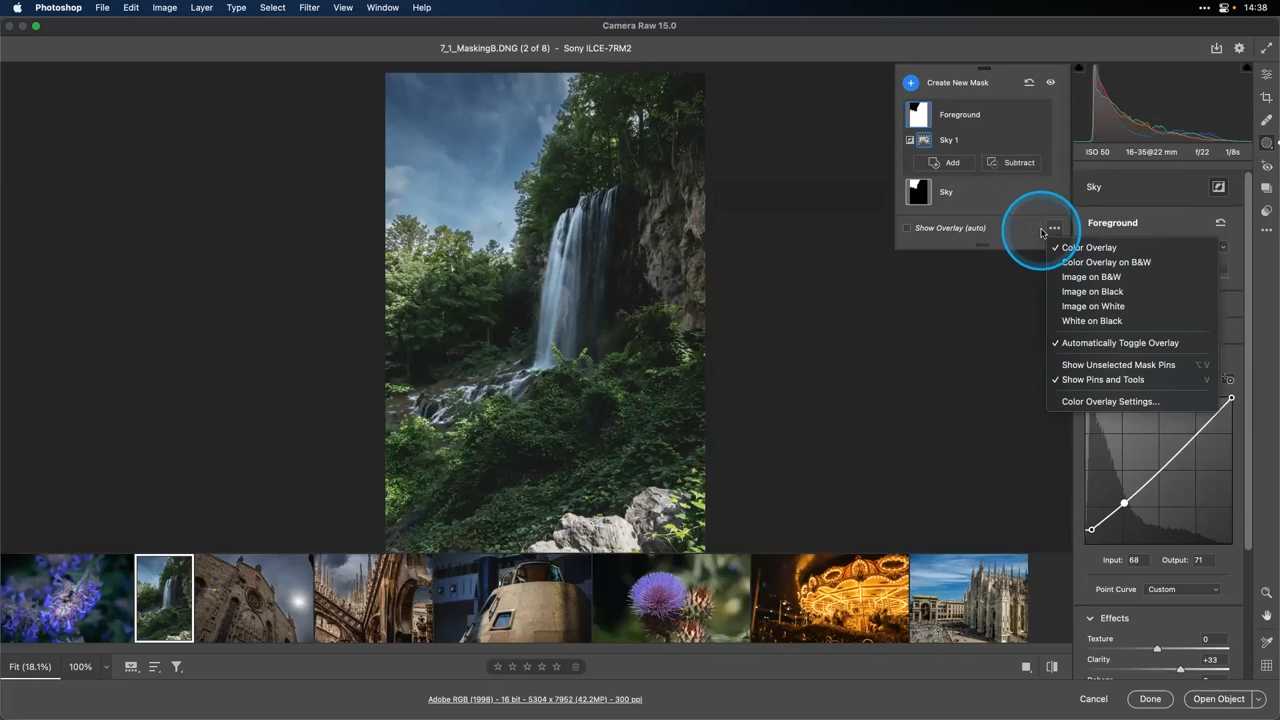 Photoshop File Edit Image Layer Type Select Filter View Window Help 14:38
Camera Raw 15.0
7_1_MaskingB.DNG (2 of 8) - Sony ILCE-7RM2
Create New Mask
Foreground
Sky 1
Add Subtract
Sky
Show Overlay (auto)
ISO 50 16-35@22 mm f/22 1/8s
Sky
Foreground
Color Overlay
Color Overlay on B&W
Image on B&W
Image on Black
Image on White
White on Black
Automatically Toggle Overlay
Show Unselected Mask Pins ⌥ V
Show Pins and Tools V
Color Overlay Settings...
Input: 68 Output: 71
Point Curve Custom
Effects
Texture 0
Clarity +33
Fit (18.1%) 100%
Adobe RGB (1998) - 16 bit - 5304 x 7952 (42.2MP) - 300 ppi
Cancel Done Open Object